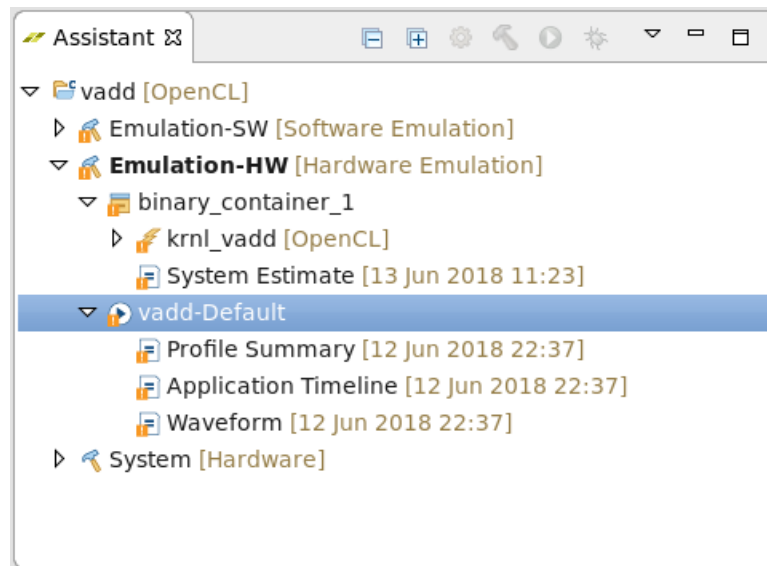 Assistant
vadd [OpenCL]
Emulation-SW [Software Emulation]
Emulation-HW [Hardware Emulation]
binary_container_1
krnl_vadd [OpenCL]
System Estimate [13 Jun 2018 11:23]
vadd-Default
Profile Summary [12 Jun 2018 22:37]
Application Timeline [12 Jun 2018 22:37]
Waveform [12 Jun 2018 22:37]
System [Hardware]